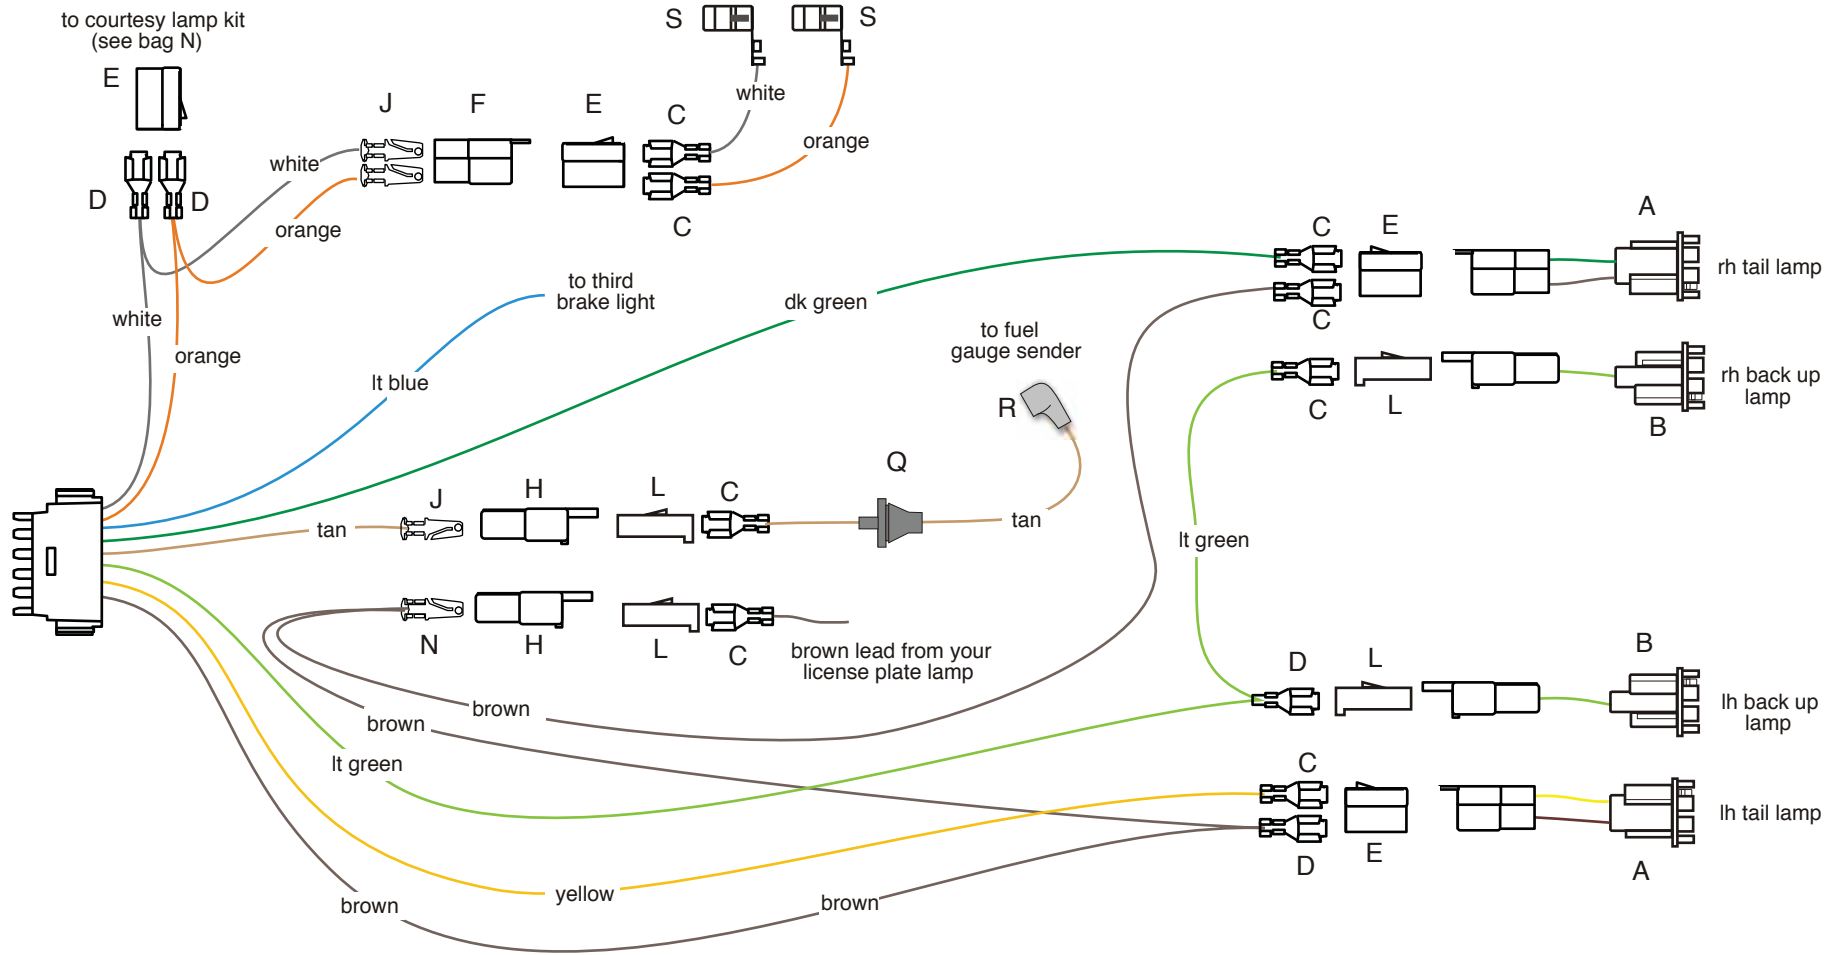 to courtesy lamp kit
(see bag N)
E
S
S
white
orange
J
F
E
C
white
D
D
orange
C
to third
brake light
white
orange
lt blue
dk green
to fuel
gauge sender
R
C
E
A
rh tail lamp
C
rh back up
lamp
C
L
B
J
H
L
C
Q
tan
tan
lt green
N
H
L
C
brown lead from your
license plate lamp
brown
brown
lt green
D
L
B
lh back up
lamp
C
lh tail lamp
D
E
A
yellow
brown
brown